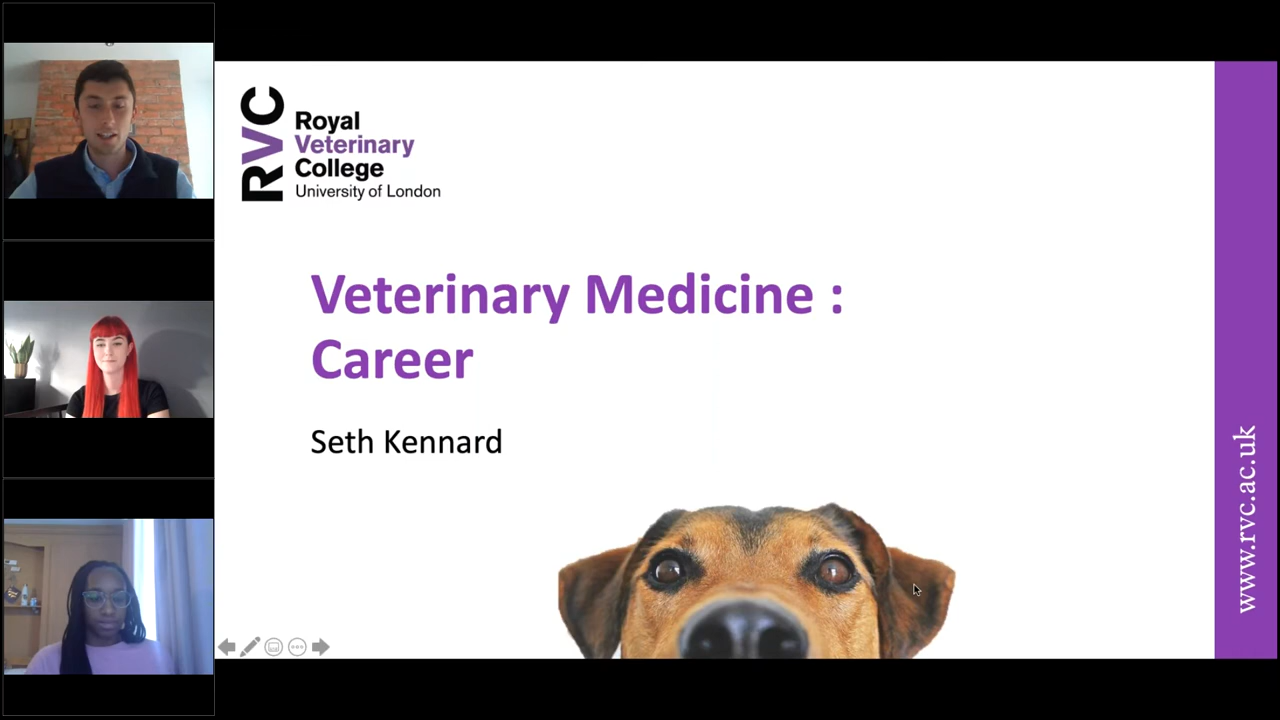 RVC
Royal
Veterinary
College
University of London
Veterinary Medicine :
Career
Seth Kennard
www.rvc.ac.uk